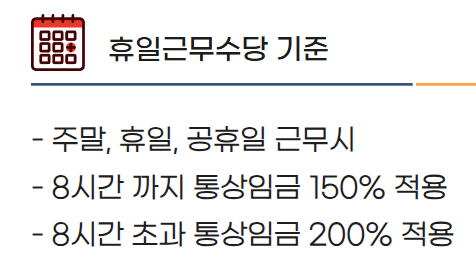 휴일근무수당 기준
- 주말, 휴일, 공휴일 근무시
- 8시간 까지 통상임금 150% 적용
- 8시간 초과 통상임금 200% 적용